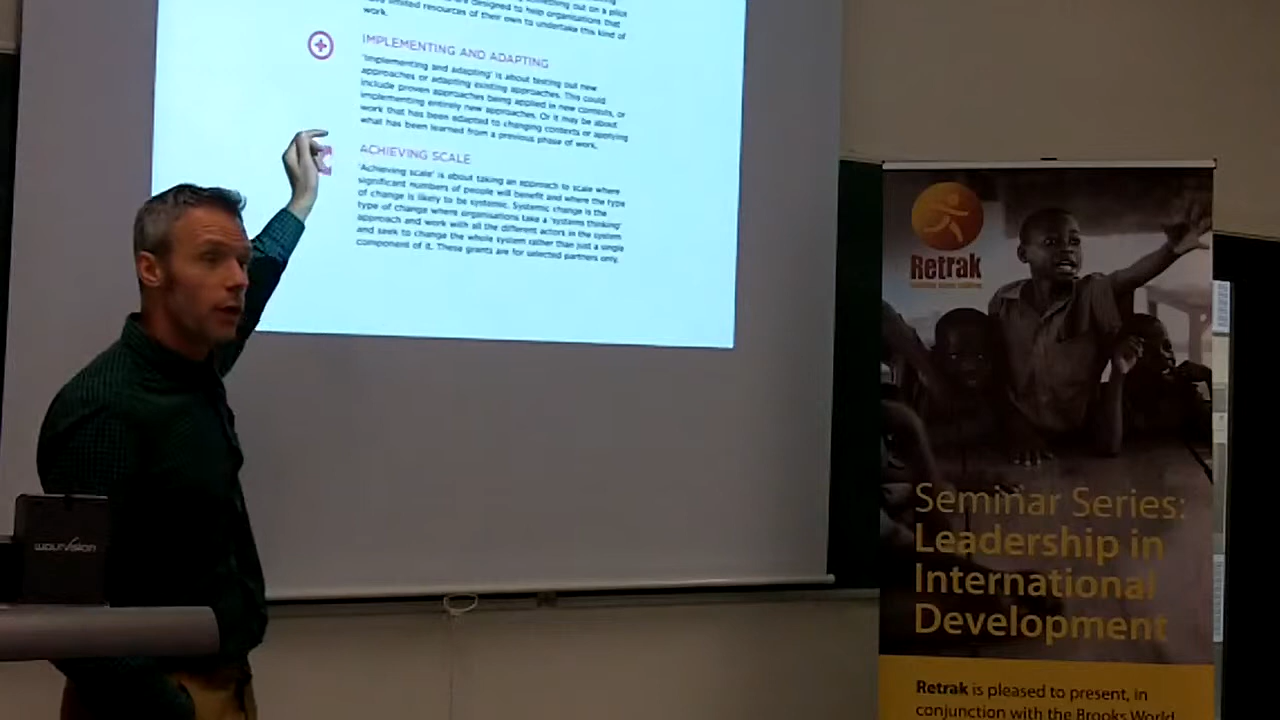 something out on a pilot
designed to help organisations that
limited resources of their own to undertake this kind of
work.
IMPLEMENTING AND ADAPTING
'Implementing and adapting' is about testing out new
approaches or adapting existing approaches. This could
include proven approaches being applied in new contexts, or
implementing entirely new approaches. Or it may be about
work that has been adapted to changing contexts or applying
what has been learned from a previous phase of work.
ACHIEVING SCALE
'Achieving scale' is about taking an approach to scale where
significant numbers of people will benefit and where the type
of change is likely to be systemic. Systemic change is the
type of change where organisations take a 'systems thinking'
approach and work with all the different actors in the system
and seek to change the whole system rather than just a single
component of it. These grants are for selected partners only.
Retrak
Seminar Series:
Leadership in
International
Development
Retrak is pleased to present, in
conjunction with the Brooks World
wolfvision